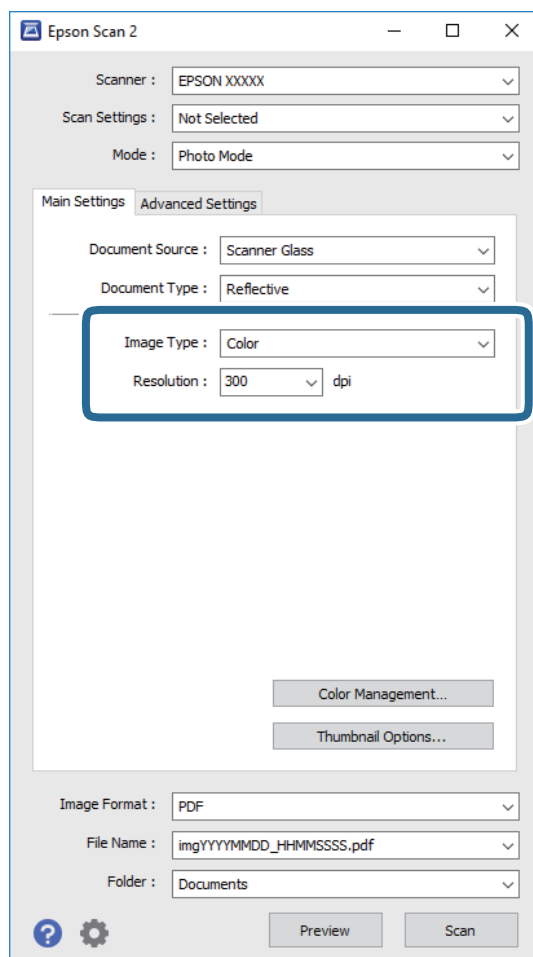 Epson Scan 2
Scanner : EPSON XXXXX
Scan Settings : Not Selected
Mode : Photo Mode
Main Settings Advanced Settings
Document Source : Scanner Glass
Document Type : Reflective
Image Type : Color
Resolution : 300 dpi
Color Management...
Thumbnail Options...
Image Format : PDF
File Name : imgYYYYMMDD_HHMMSSSS.pdf
Folder : Documents
? Preview Scan